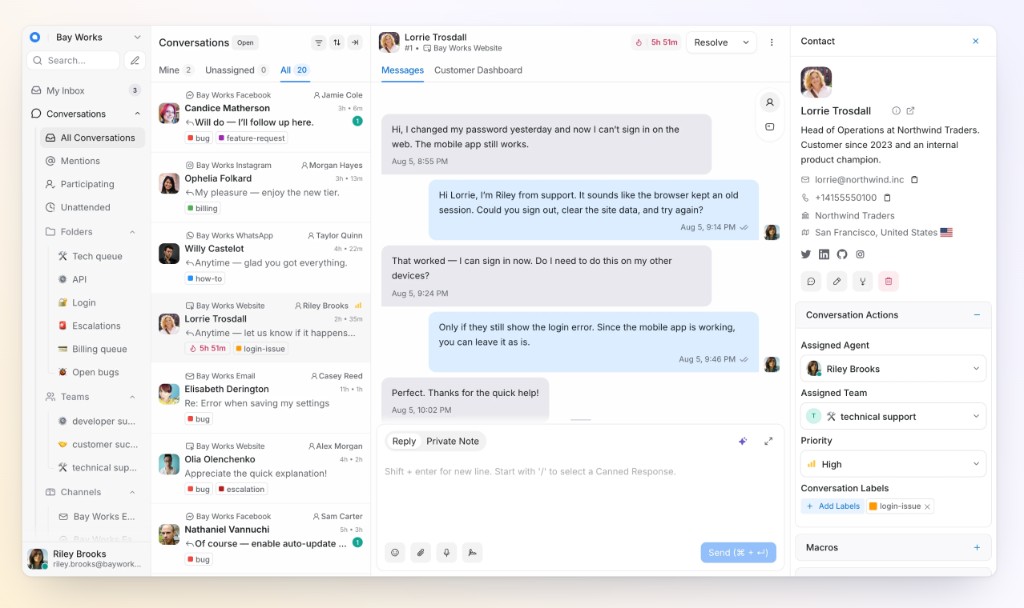 Bay Works
Search...
My Inbox
3
Conversations
All Conversations
Mentions
Participating
Unattended
Folders
Tech queue
API
Login
Escalations
Billing queue
Open bugs
Teams
developer su...
customer suc...
technical sup...
Channels
Bay Works E...
Riley Brooks
riley.brooks@baywork...
Conversations
Open
Mine 2
Unassigned 0
All 20
Bay Works Facebook
Jamie Cole
Candice Matherson
3h • 6m
Will do — I'll follow up here.
1
bug
feature-request
Bay Works Instagram
Morgan Hayes
Ophelia Folkard
3h • 13m
My pleasure — enjoy the new tier.
billing
Bay Works WhatsApp
Taylor Quinn
Willy Castelot
4h • 22m
Anytime — glad you got everything.
how-to
Bay Works Website
Riley Brooks
Lorrie Trosdall
2h • 35m
Anytime — let us know if it happens...
5h 51m
login-issue
Bay Works Email
Casey Reed
Elisabeth Derington
11h • 1h
Re: Error when saving my settings
bug
Bay Works Website
Alex Morgan
Olia Olenchenko
4h • 2h
Appreciate the quick explanation!
bug
escalation
Bay Works Facebook
Sam Carter
Nathaniel Vannuchi
5h • 3h
Of course — enable auto-update ...
1
bug
Lorrie Trosdall
#1 • Bay Works Website
5h 51m
Resolve
Messages
Customer Dashboard
Hi, I changed my password yesterday and now I can't sign in on the
web. The mobile app still works.
Aug 5, 8:55 PM
Hi Lorrie, I'm Riley from support. It sounds like the browser kept an old
session. Could you sign out, clear the site data, and try again?
Aug 5, 9:14 PM
That worked — I can sign in now. Do I need to do this on my other
devices?
Aug 5, 9:24 PM
Only if they still show the login error. Since the mobile app is working,
you can leave it as is.
Aug 5, 9:46 PM
Perfect. Thanks for the quick help!
Aug 5, 10:02 PM
Reply
Private Note
Shift + enter for new line. Start with '/' to select a Canned Response.
Send (⌘ + ↵)
Contact
Lorrie Trosdall
Head of Operations at Northwind Traders.
Customer since 2023 and an internal
product champion.
lorrie@northwind.inc
+14155550100
Northwind Traders
San Francisco, United States
Conversation Actions
Assigned Agent
Riley Brooks
Assigned Team
T
technical support
Priority
High
Conversation Labels
+ Add Labels
login-issue
Macros